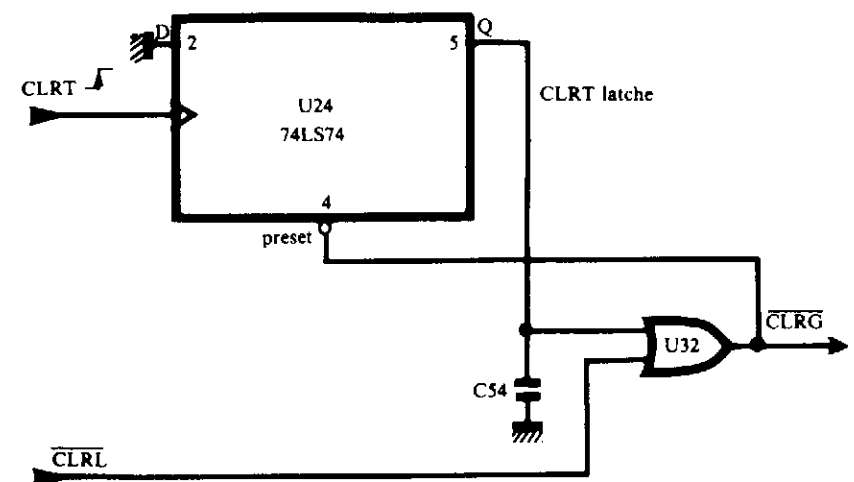 D
2
5
Q
CLRT
U24
74LS74
CLRT latche
4
preset
CLRG
U32
C54
CLRL